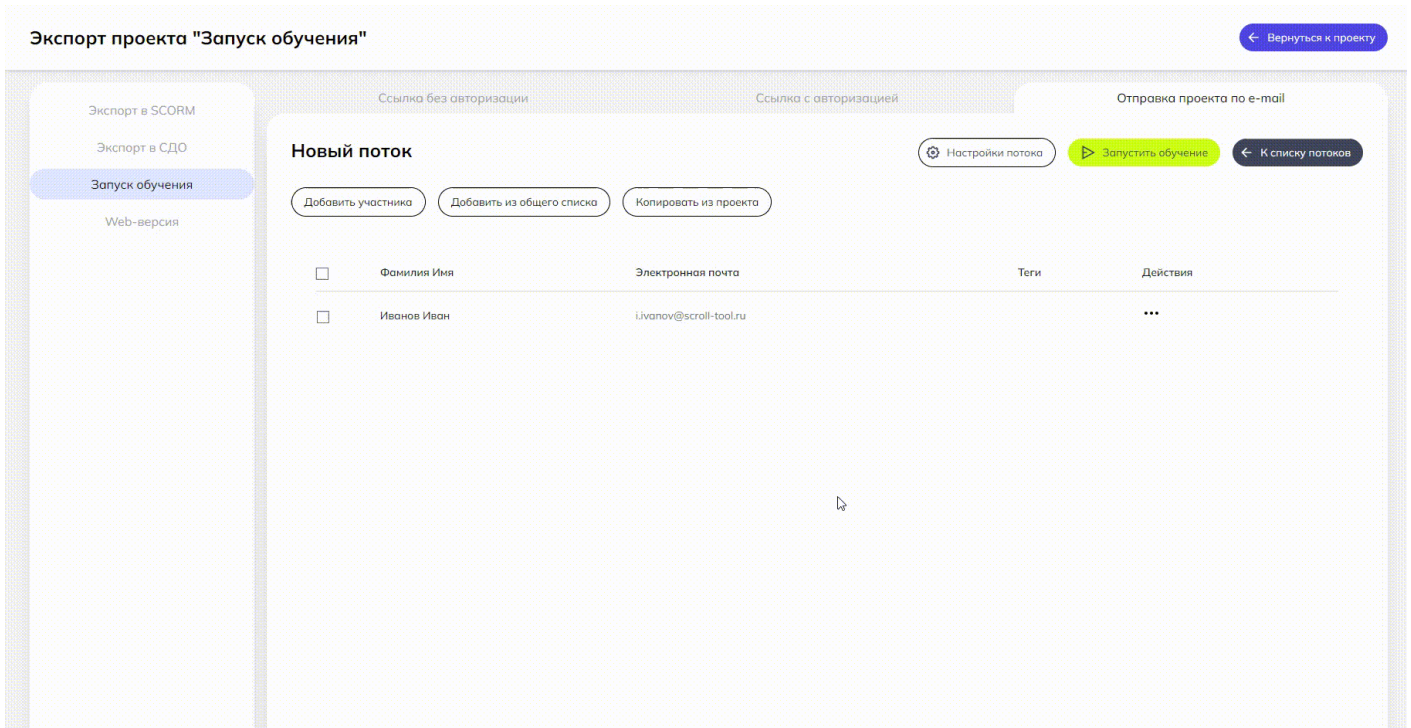 Экспорт проекта "Запуск обучения"
Вернуться к проекту
Экспорт в SCORM
Экспорт в СДО
Запуск обучения
Web-версия
Ссылка без авторизации
Ссылка с авторизацией
Отправка проекта по e-mail
Новый поток
Настройки потока
Запустить обучение
К списку потоков
Добавить участника
Добавить из общего списка
Копировать из проекта
Фамилия Имя
Электронная почта
Теги
Действия
Иванов Иван
i.ivanov@scroll-tool.ru